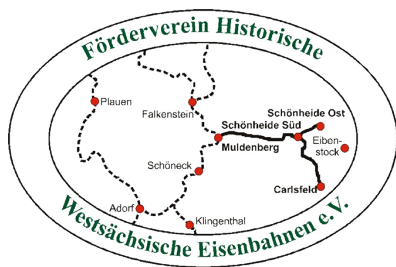 Förderverein Historische
Schönheide Ost
Plauen
Falkenstein
Schönheide Süd
Eiben-
stock
Muldenberg
Schöneck
Carlsfeld
Adorf
Klingenthal
Westsächsische Eisenbahnen e.V.